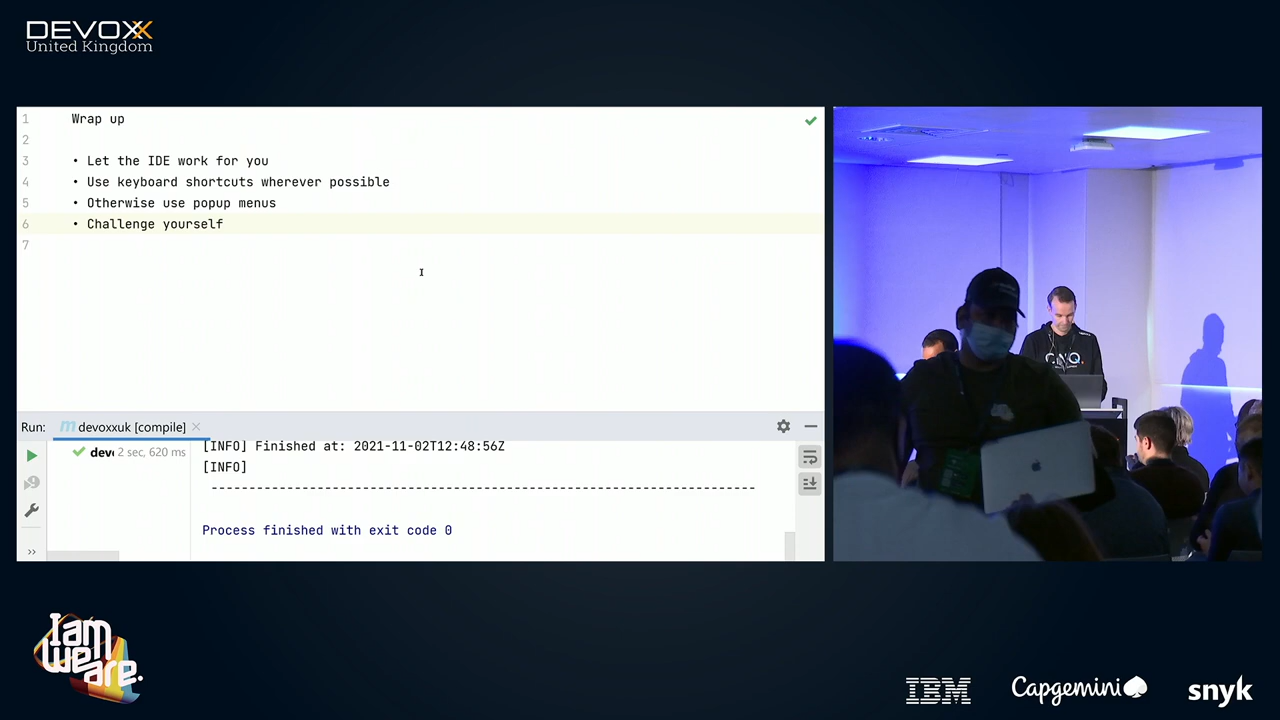 DEVOXX
United Kingdom
1 Wrap up
2
3 • Let the IDE work for you
4 • Use keyboard shortcuts wherever possible
5 • Otherwise use popup menus
6 • Challenge yourself
7
Run: devoxxuk [compile]
[INFO] Finished at: 2021-11-02T12:48:56Z
dev 2 sec, 620 ms
[INFO]
------------------------------------------------------------------------
Process finished with exit code 0
I am
we are.
IBM
Capgemini
snyk